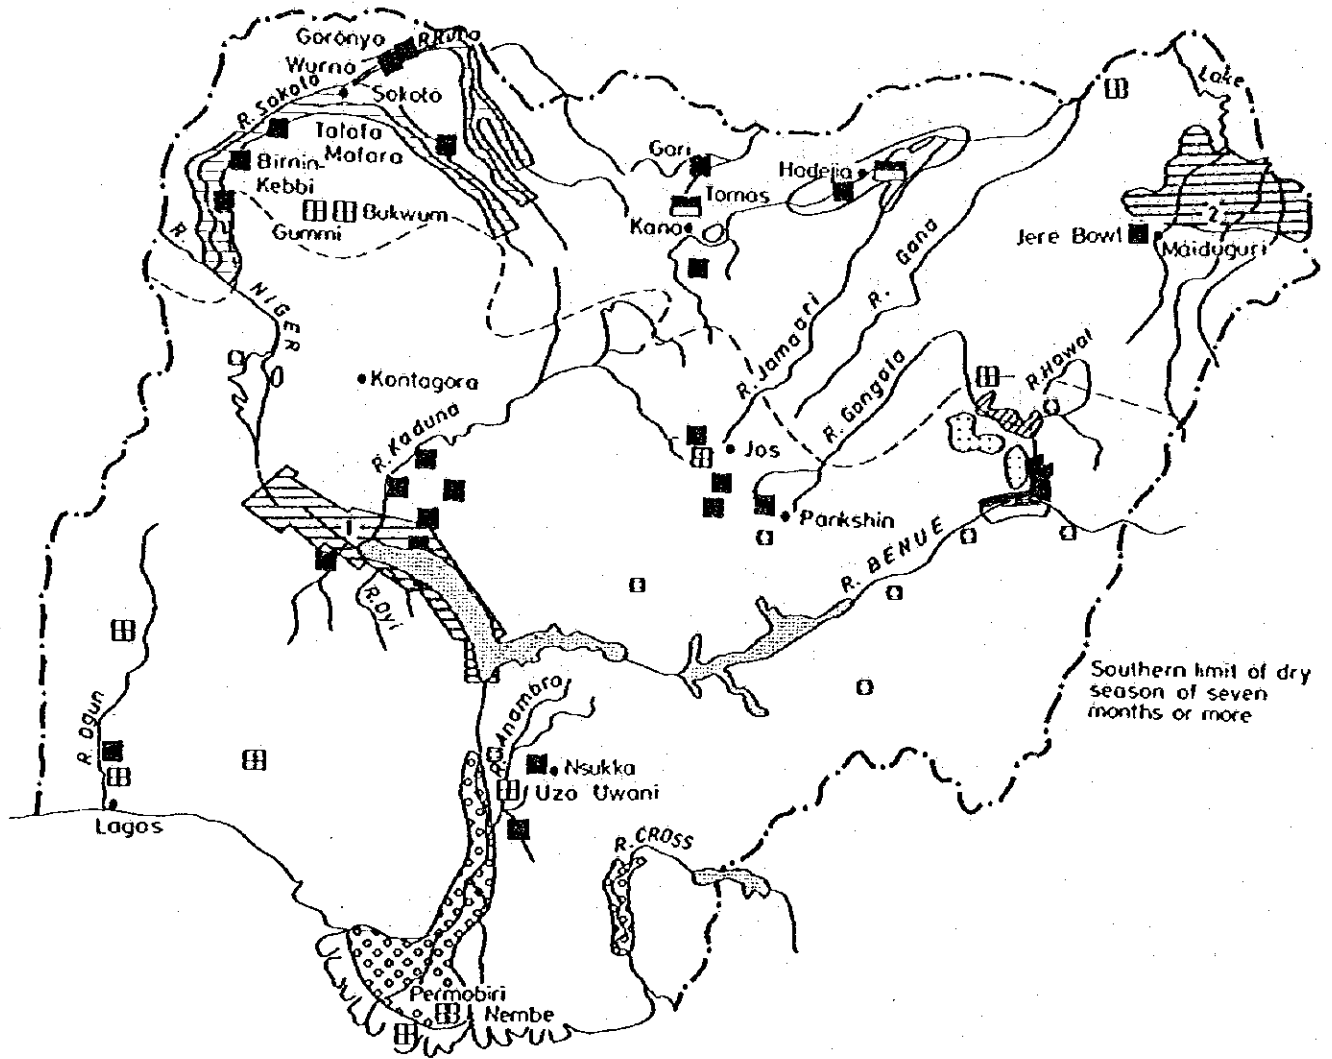 Goronyo
R.Rima
Wurno
Lake
R. Sokoto
Sokoto
Talata
Mafara
Gari
Hadejia
Birnin-
Kebbi
Tomas
Bukwum
Gummi
Kano
2
Jere Bowl
Maiduguri
R. NIGER
R. Gana
R. Jamaari
R. Hawal
Kontagora
R. Gongola
R. Kaduna
Jos
1
Pankshin
R. BENUE
R. Oyi
Southern limit of dry
season of seven
months or more
R. Ogun
R. Anambra
Nsukka
Uzo Uwani
Lagos
R. CROSS
Permobiri
Nembe